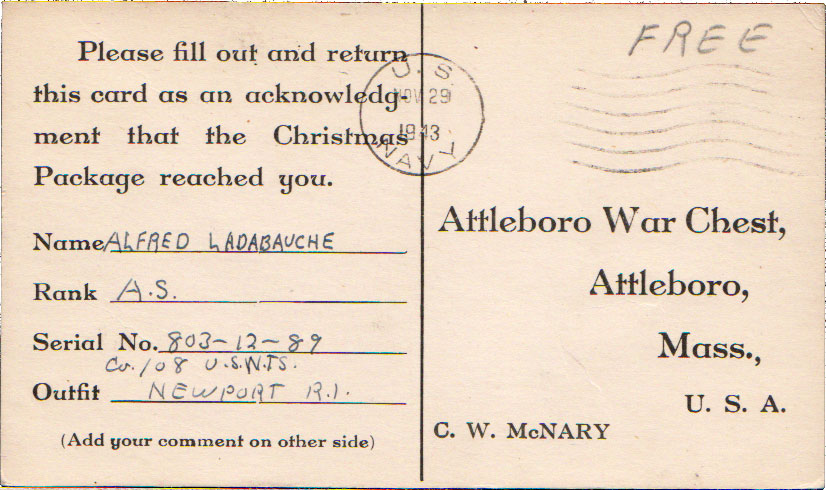 Please fill out and return
this card as an acknowledg-
ment that the Christmas
Package reached you.
Name ALFRED LADABAUCHE
Rank A.S.
Serial No. 803-12-89
Co. 108 U.S.N.T.S.
Outfit NEWPORT R.I.
(Add your comment on other side)
U.S.
NOV 29
1943
NAVY
FREE
Attleboro War Chest,
Attleboro,
Mass.,
U. S. A.
C. W. McNARY